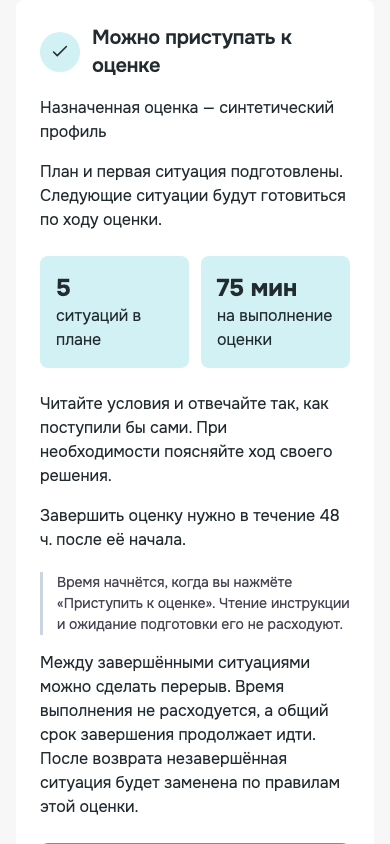 Можно приступать к
оценке
Назначенная оценка — синтетический
профиль
План и первая ситуация подготовлены.
Следующие ситуации будут готовиться
по ходу оценки.
5
ситуаций в
плане
75 мин
на выполнение
оценки
Читайте условия и отвечайте так, как
поступили бы сами. При
необходимости поясняйте ход своего
решения.
Завершить оценку нужно в течение 48
ч. после её начала.
Время начнётся, когда вы нажмёте
«Приступить к оценке». Чтение инструкции
и ожидание подготовки его не расходуют.
Между завершёнными ситуациями
можно сделать перерыв. Время
выполнения не расходуется, а общий
срок завершения продолжает идти.
После возврата незавершённая
ситуация будет заменена по правилам
этой оценки.